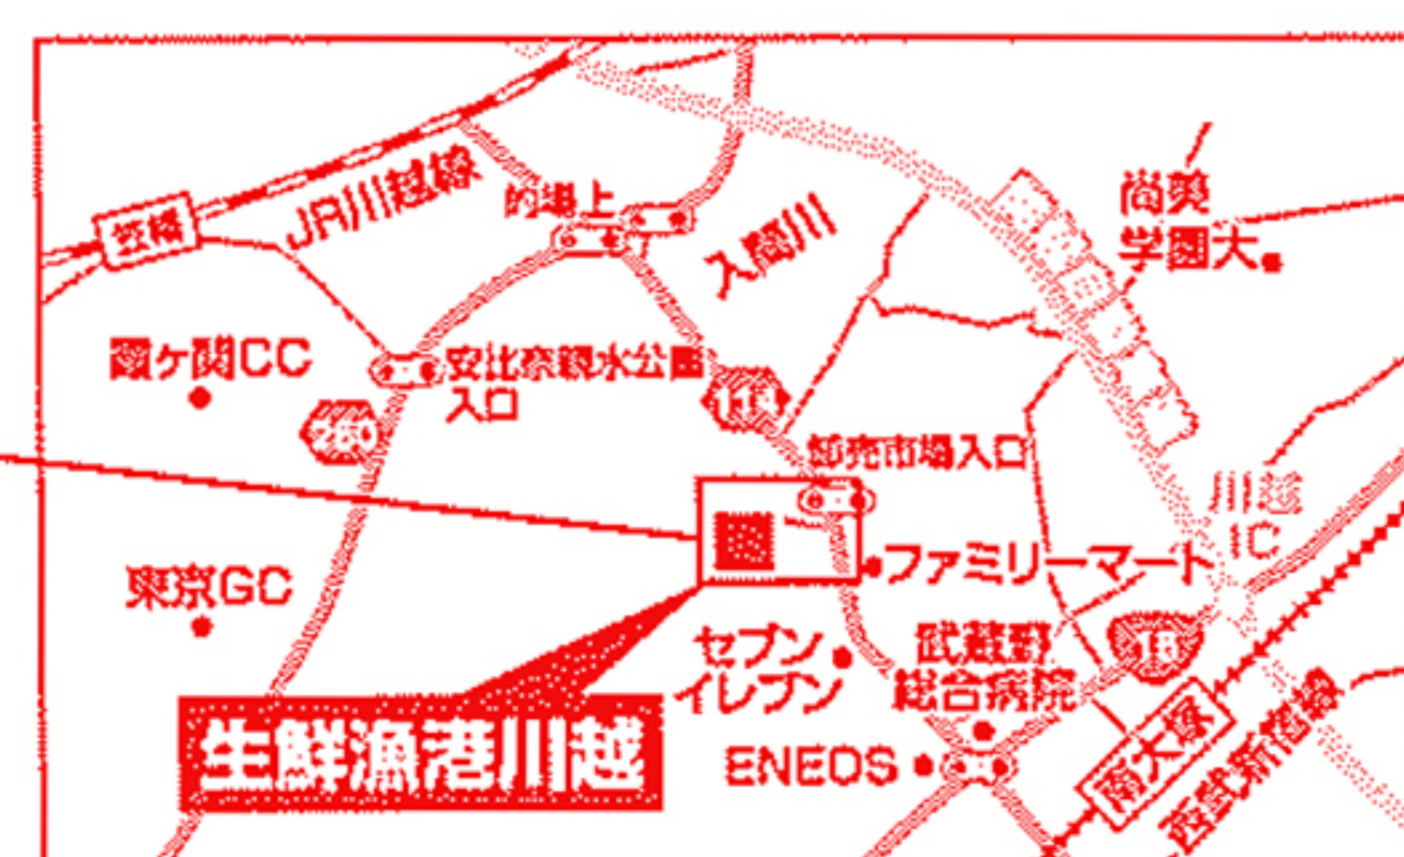 JR川越線
的場上
尚美
学園大
笠幡
入間川
霞ヶ関CC
安比奈親水公園
入口
114
260
卸売市場入口
川越
IC
ファミリーマート
東京GC
セブン
イレブン
武蔵野
総合病院
16
生鮮漁港川越
ENEOS
南大塚
西武新宿線